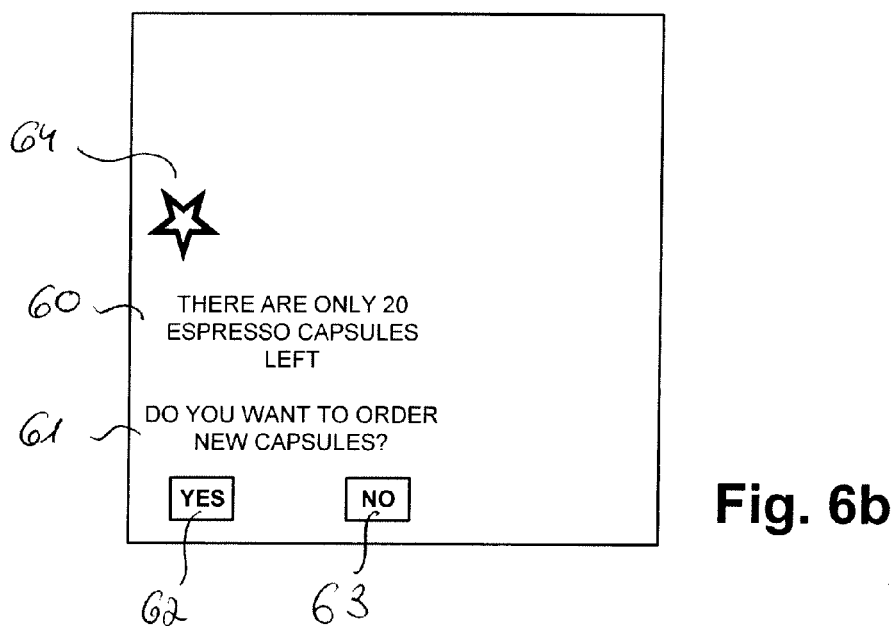 64
60
THERE ARE ONLY 20
ESPRESSO CAPSULES
LEFT
61
DO YOU WANT TO ORDER
NEW CAPSULES?
YES
NO
Fig. 6b
62
63